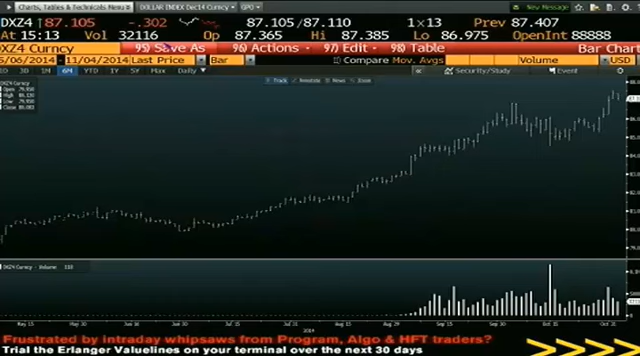 Charts, Tables & Technicals Menu DOLLAR INDEX Dec14 Curncy GPO New Message
DXZ4 ↑87.105 -.302 87.105/87.110 1×13 Prev 87.407
At 15:13 Vol 32116 Op 87.365 Hi 87.385 Lo 86.975 OpenInt 88888
DXZ4 Curncy 95) Save As 96) Actions 97) Edit 98) Table Bar Chart
5/06/2014 - 11/04/2014 Last Price Bar Mov. Avgs Volume USD
3D 1M 6M YTD 1Y 5Y Max Daily Compare « Security/Study Event
Track Annotate News Zoom
DXZ4 Curncy
Open
High
Low
Close
DXZ4 Curncy - Volume
May 15 May 30 Jun 16 Jun 30 Jul 15 Jul 31 Aug 15 Aug 29 Sep 15 Sep 30 Oct 15 Oct 31
2014
Frustrated by intraday whipsaws from Program, Algo & HFT traders?
Trial the Erlanger Valuelines on your terminal over the next 30 days
>>>>